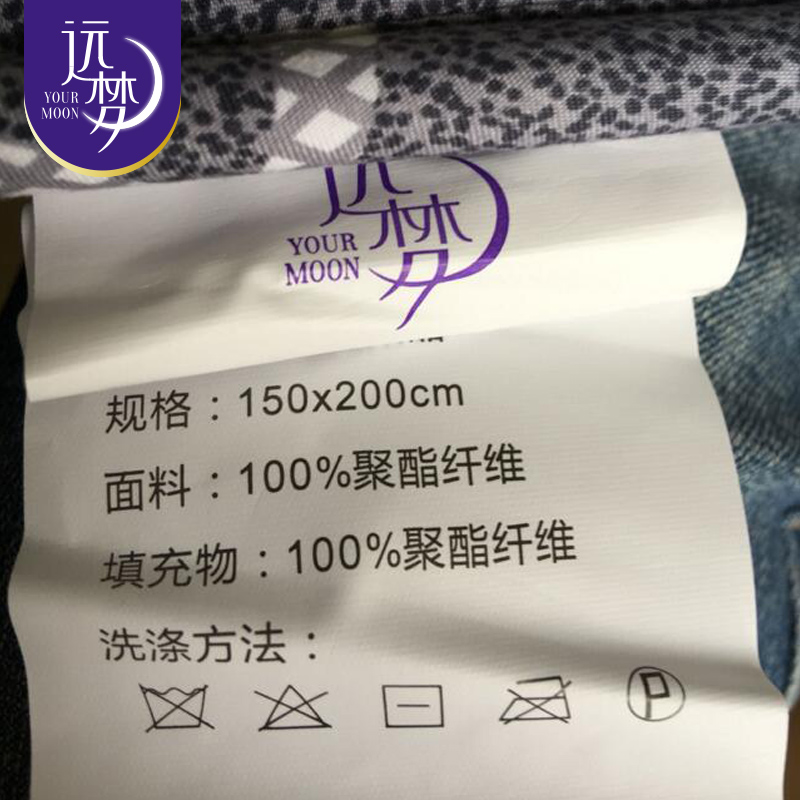 远梦
YOUR
MOON
远梦
YOUR
MOON
规格：150x200cm
面料：100%聚酯纤维
填充物：100%聚酯纤维
洗涤方法：
P